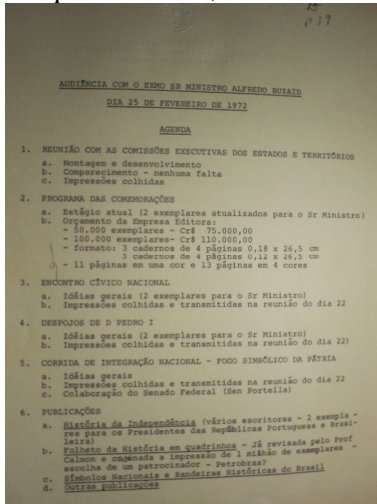 p 39
AUDIÊNCIA COM O EXMO SR MINISTRO ALFREDO BUZAID
DIA 25 DE FEVEREIRO DE 1972
AGENDA
1. REUNIÃO COM AS COMISSÕES EXECUTIVAS DOS ESTADOS E TERRITÓRIOS
a. Montagem e desenvolvimento
b. Comparecimento - nenhuma falta
c. Impressões colhidas
2. PROGRAMA DAS COMEMORAÇÕES
a. Estágio atual (2 exemplares atualizados para o Sr Ministro)
b. Orçamento da Empresa Editora:
- 50.000 exemplares - Cr$ 75.000,00
- 100.000 exemplares- Cr$ 110.000,00
- formato: 3 cadernos de 4 páginas 0,18 x 26,5 cm
3 cadernos de 4 páginas 0,12 x 26,5 cm
- 11 páginas em uma cor e 13 páginas em 4 cores
3. ENCONTRO CÍVICO NACIONAL
a. Idéias gerais (2 exemplares para o Sr Ministro)
b. Impressões colhidas e transmitidas na reunião do dia 22
4. DESPOJOS DE D PEDRO I
a. Idéias gerais (2 exemplares para o Sr Ministro)
b. Impressões colhidas e transmitidas na reunião do dia 22)
5. CORRIDA DE INTEGRAÇÃO NACIONAL - FOGO SIMBÓLICO DA PÁTRIA
a. Idéias gerais
b. Impressões colhidas e transmitidas na reunião do dia 22
c. Colaboração do Senado Federal (Sen Portella)
6. PUBLICAÇÕES
a. História da Independência (vários escritores - 2 exempla-
res para os Presidentes das Repúblicas Portuguesa e Brasi-
leira)
b. Folheto da História em quadrinhos - Já revisada pelo Prof
Calmon e encomendada a impressão de 1 milhão de exemplares -
escolha de um patrocinador - Petrobras?
c. Símbolos Nacionais e Bandeiras Históricas do Brasil
d. Outras publicações